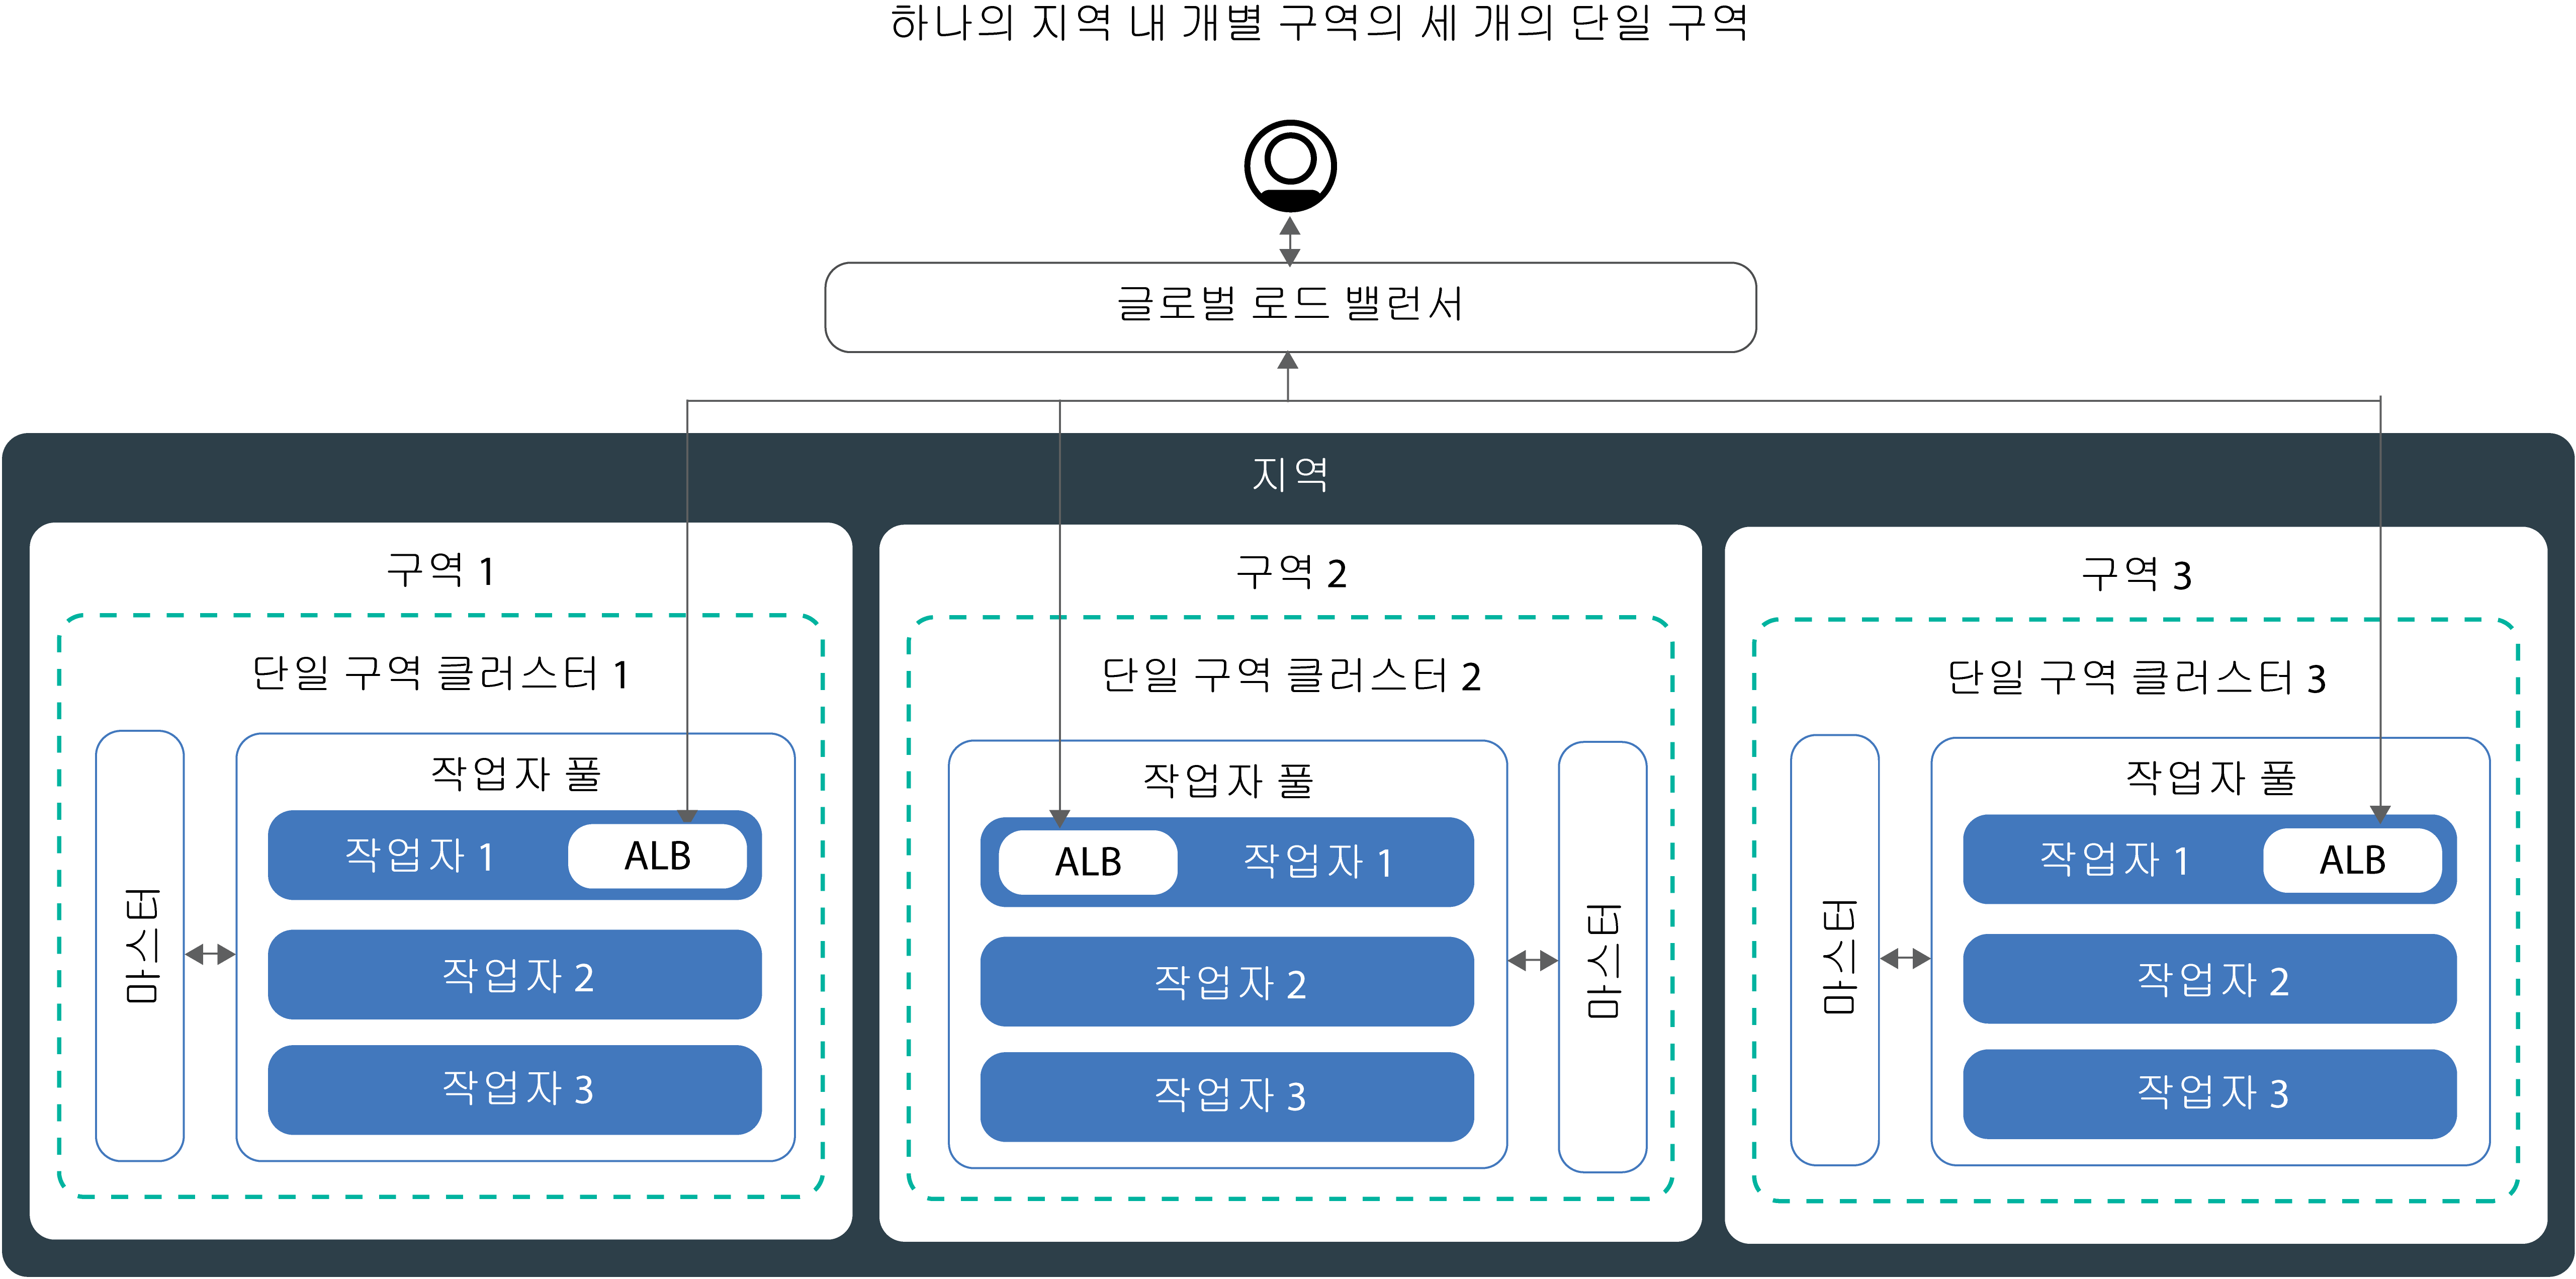 하나의 지역 내 개별 구역의 세 개의 단일 구역
글로벌 로드 밸런서
지역
구역 1
단일 구역 클러스터 1
마스터
작업자 풀
작업자 1
ALB
작업자 2
작업자 3
구역 2
단일 구역 클러스터 2
작업자 풀
ALB
작업자 1
작업자 2
작업자 3
마스터
구역 3
단일 구역 클러스터 3
마스터
작업자 풀
작업자 1
ALB
작업자 2
작업자 3